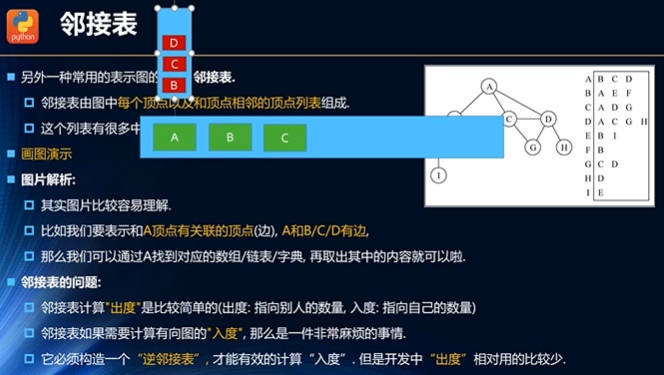 python
邻接表
D
C
B
另外一种常用的表示图的 邻接表.
邻接表由图中每个顶点以及和顶点相邻的顶点列表组成.
这个列表有很多中
A
B
C
画图演示
图片解析:
其实图片比较容易理解.
比如我们要表示和A顶点有关联的顶点(边), A和B/C/D有边,
那么我们可以通过A找到对应的数组/链表/字典, 再取出其中的内容就可以啦.
邻接表的问题:
邻接表计算"出度"是比较简单的(出度: 指向别人的数量, 入度: 指向自己的数量)
邻接表如果需要计算有向图的"入度", 那么是一件非常麻烦的事情.
它必须构造一个“逆邻接表”, 才能有效的计算“入度”. 但是开发中“出度”相对用的比较少.
A
C
D
G
H
I
A B C D
B A E F
C A D G
D A C G H
E B I
F B
G C D
H D
I E